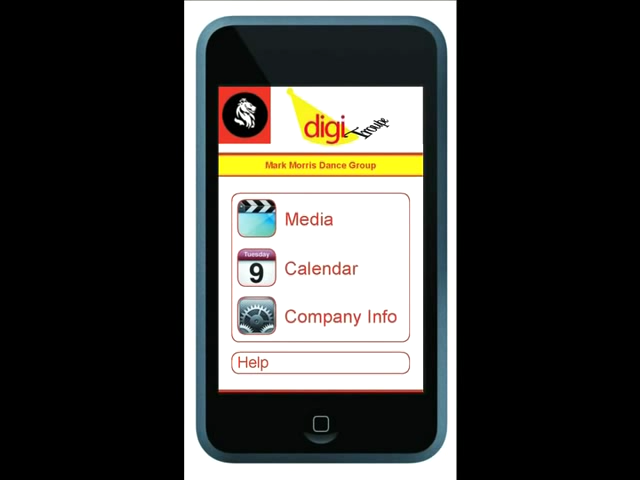 digi Troupe
Mark Morris Dance Group
Media
Tuesday
9
Calendar
Company Info
Help